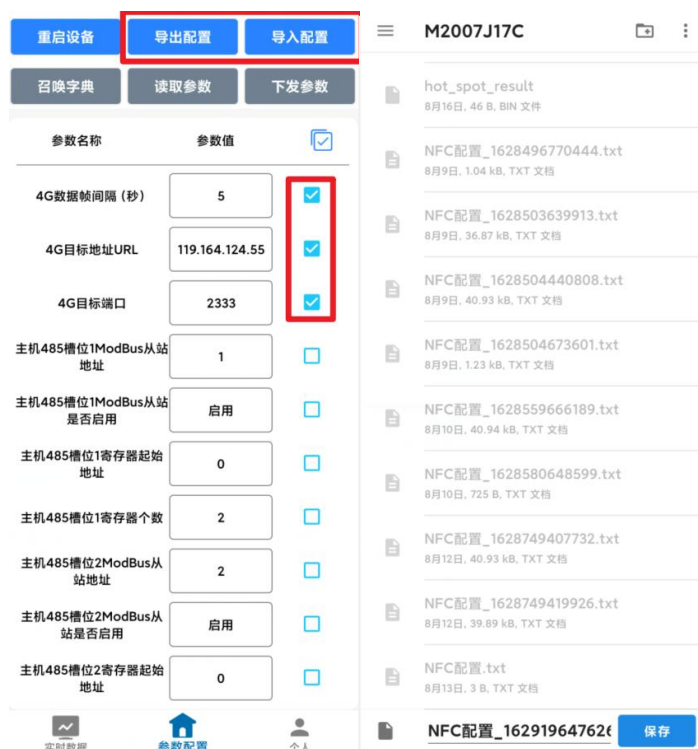 重启设备
导出配置
导入配置
召唤字典
读取参数
下发参数
参数名称
参数值
4G数据帧间隔 (秒)
5
4G目标地址URL
119.164.124.55
4G目标端口
2333
主机485槽位1ModBus从站
地址
1
主机485槽位1ModBus从站
是否启用
启用
主机485槽位1寄存器起始
地址
0
主机485槽位1寄存器个数
2
主机485槽位2ModBus从
站地址
2
主机485槽位2ModBus从
站是否启用
启用
主机485槽位2寄存器起始
地址
0
实时数据
参数配置
个人
M2007J17C
hot_spot_result
8月16日, 46 B, BIN 文件
NFC配置_1628496770444.txt
8月9日, 1.04 kB, TXT 文档
NFC配置_1628503639913.txt
8月9日, 36.87 kB, TXT 文档
NFC配置_1628504440808.txt
8月9日, 40.93 kB, TXT 文档
NFC配置_1628504673601.txt
8月9日, 1.23 kB, TXT 文档
NFC配置_1628559666189.txt
8月10日, 40.94 kB, TXT 文档
NFC配置_1628580648599.txt
8月10日, 725 B, TXT 文档
NFC配置_1628749407732.txt
8月12日, 40.93 kB, TXT 文档
NFC配置_1628749419926.txt
8月12日, 39.89 kB, TXT 文档
NFC配置.txt
8月13日, 3 B, TXT 文档
NFC配置_16291964762
保存